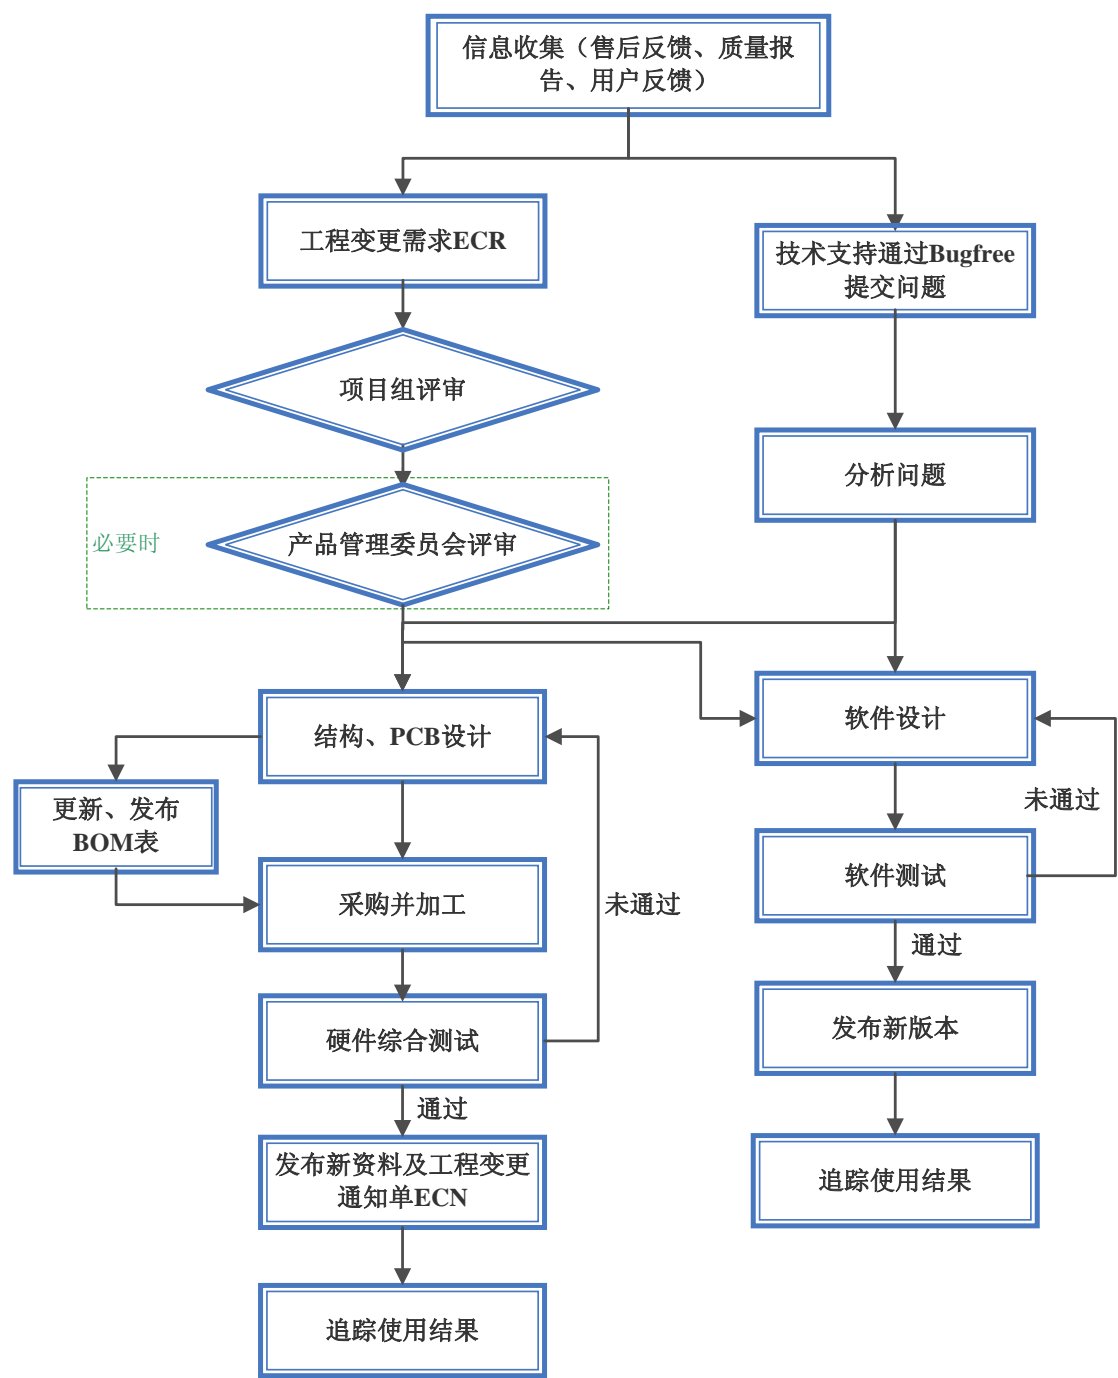 信息收集（售后反馈、质量报
告、用户反馈）
工程变更需求ECR
技术支持通过Bugfree
提交问题
项目组评审
分析问题
必要时
产品管理委员会评审
结构、PCB设计
软件设计
更新、发布
BOM表
未通过
软件测试
采购并加工
未通过
通过
硬件综合测试
发布新版本
通过
发布新资料及工程变更
通知单ECN
追踪使用结果
追踪使用结果